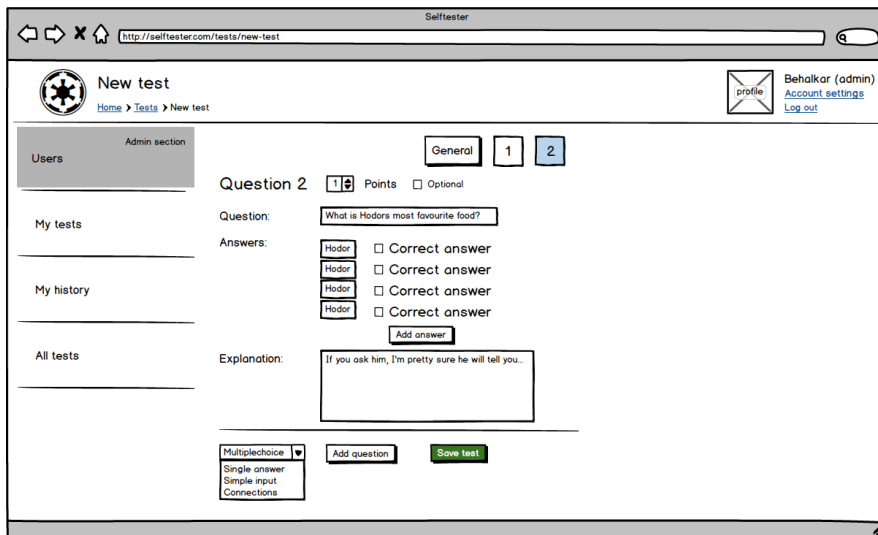 Selftester
http://selftester.com/tests/new-test
New test
Home > Tests > New test
profile
Behalkar (admin)
Account settings
Log out
Admin section
Users
My tests
My history
All tests
General 1 2
Question 2 1 Points Optional
Question: What is Hodors most favourite food?
Answers: Hodor Correct answer
Hodor Correct answer
Hodor Correct answer
Hodor Correct answer
Add answer
Explanation: If you ask him, I'm pretty sure he will tell you...
Multiplechoice Add question Save test
Single answer
Simple input
Connections